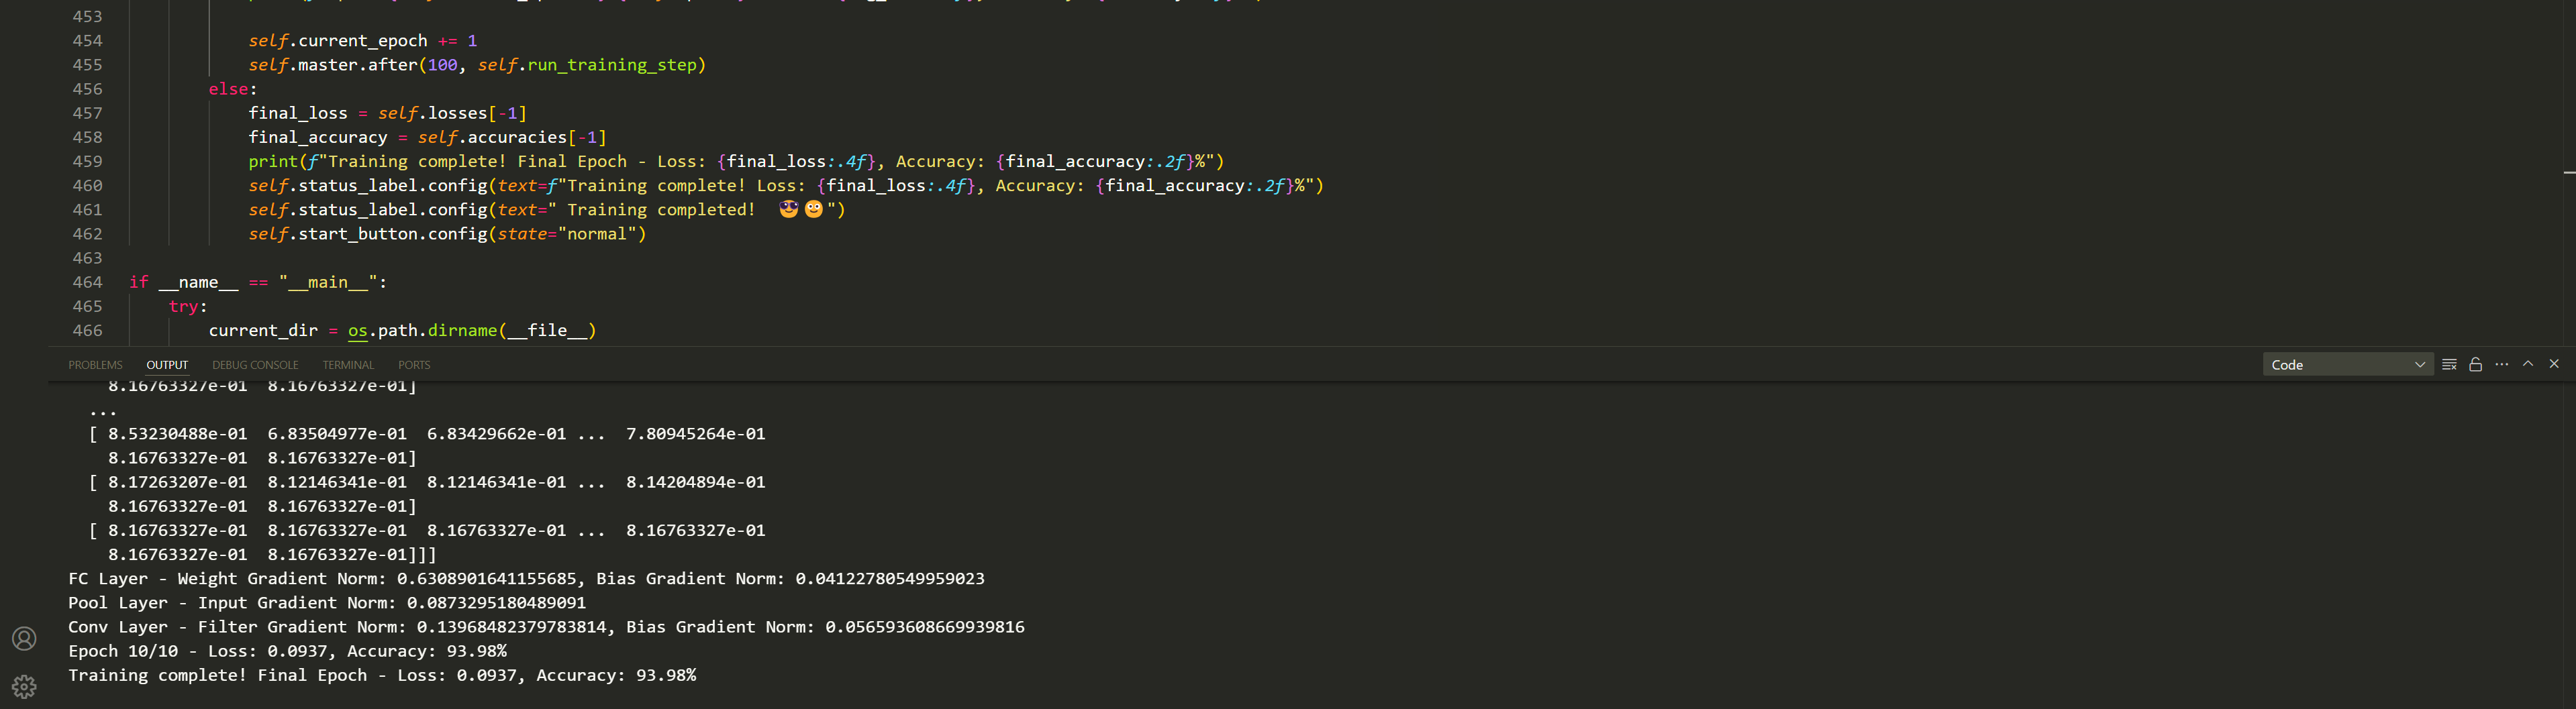 453
454 self.current_epoch += 1
455 self.master.after(100, self.run_training_step)
456 else:
457 final_loss = self.losses[-1]
458 final_accuracy = self.accuracies[-1]
459 print(f"Training complete! Final Epoch - Loss: {final_loss:.4f}, Accuracy: {final_accuracy:.2f}%")
460 self.status_label.config(text=f"Training complete! Loss: {final_loss:.4f}, Accuracy: {final_accuracy:.2f}%")
461 self.status_label.config(text=" Training completed!  😎🙂")
462 self.start_button.config(state="normal")
463
464 if __name__ == "__main__":
465 try:
466 current_dir = os.path.dirname(__file__)
PROBLEMS OUTPUT DEBUG CONSOLE TERMINAL PORTS Code
8.16763327e-01 8.16763327e-01]
...
[ 8.53230488e-01 6.83504977e-01 6.83429662e-01 ... 7.80945264e-01
8.16763327e-01 8.16763327e-01]
[ 8.17263207e-01 8.12146341e-01 8.12146341e-01 ... 8.14204894e-01
8.16763327e-01 8.16763327e-01]
[ 8.16763327e-01 8.16763327e-01 8.16763327e-01 ... 8.16763327e-01
8.16763327e-01 8.16763327e-01]]]
FC Layer - Weight Gradient Norm: 0.6308901641155685, Bias Gradient Norm: 0.04122780549959023
Pool Layer - Input Gradient Norm: 0.0873295180489091
Conv Layer - Filter Gradient Norm: 0.13968482379783814, Bias Gradient Norm: 0.056593608669939816
Epoch 10/10 - Loss: 0.0937, Accuracy: 93.98%
Training complete! Final Epoch - Loss: 0.0937, Accuracy: 93.98%